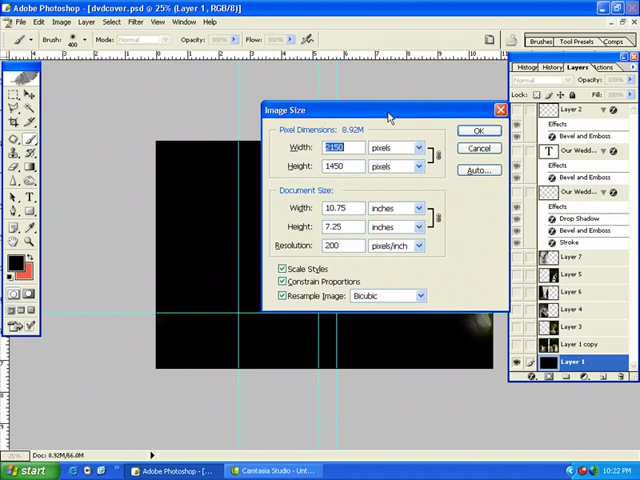 Adobe Photoshop - [dvdcover.psd @ 25% (Layer 1, RGB/8)]
File Edit Image Layer Select Filter View Window Help
Brush: 400 Mode: Normal Opacity: 100% Flow: 100% Brushes Tool Presets Comps
Layers Actions
Normal Opacity: 100%
Lock: Fill: 100%
Layer 2
Effects
Bevel and Emboss
T Our Wedd...
Effects
Bevel and Emboss
Our Wedd...
Effects
Drop Shadow
Bevel and Emboss
Stroke
Layer 7
Layer 5
Layer 6
Layer 4
Layer 3
Layer 1 copy
Layer 1
Image Size
Pixel Dimensions: 8.92M
Width: 2150 pixels
Height: 1450 pixels
OK
Cancel
Auto...
Document Size:
Width: 10.75 inches
Height: 7.25 inches
Resolution: 200 pixels/inch
Scale Styles
Constrain Proportions
Resample Image: Bicubic
25% Doc: 8.92M/66.0M
start Adobe Photoshop - [... Camtasia Studio - Unt... 10:22 PM